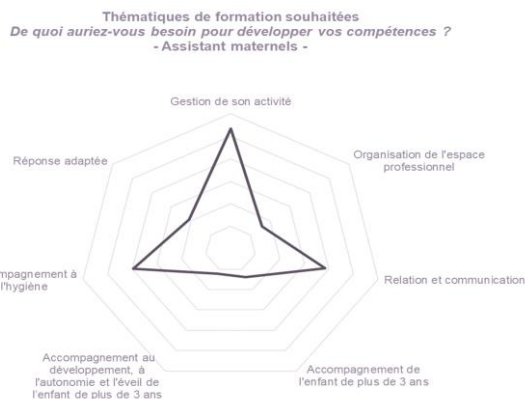 Thématiques de formation souhaitées
De quoi auriez-vous besoin pour développer vos compétences ?
- Assistant maternels -
Gestion de son activité
Organisation de l'espace
professionnel
Réponse adaptée
Relation et communication
mpagnement à
l'hygiène
Accompagnement de
l'enfant de plus de 3 ans
Accompagnement au
développement, à
l'autonomie et l'éveil de
l'enfant de plus de 3 ans